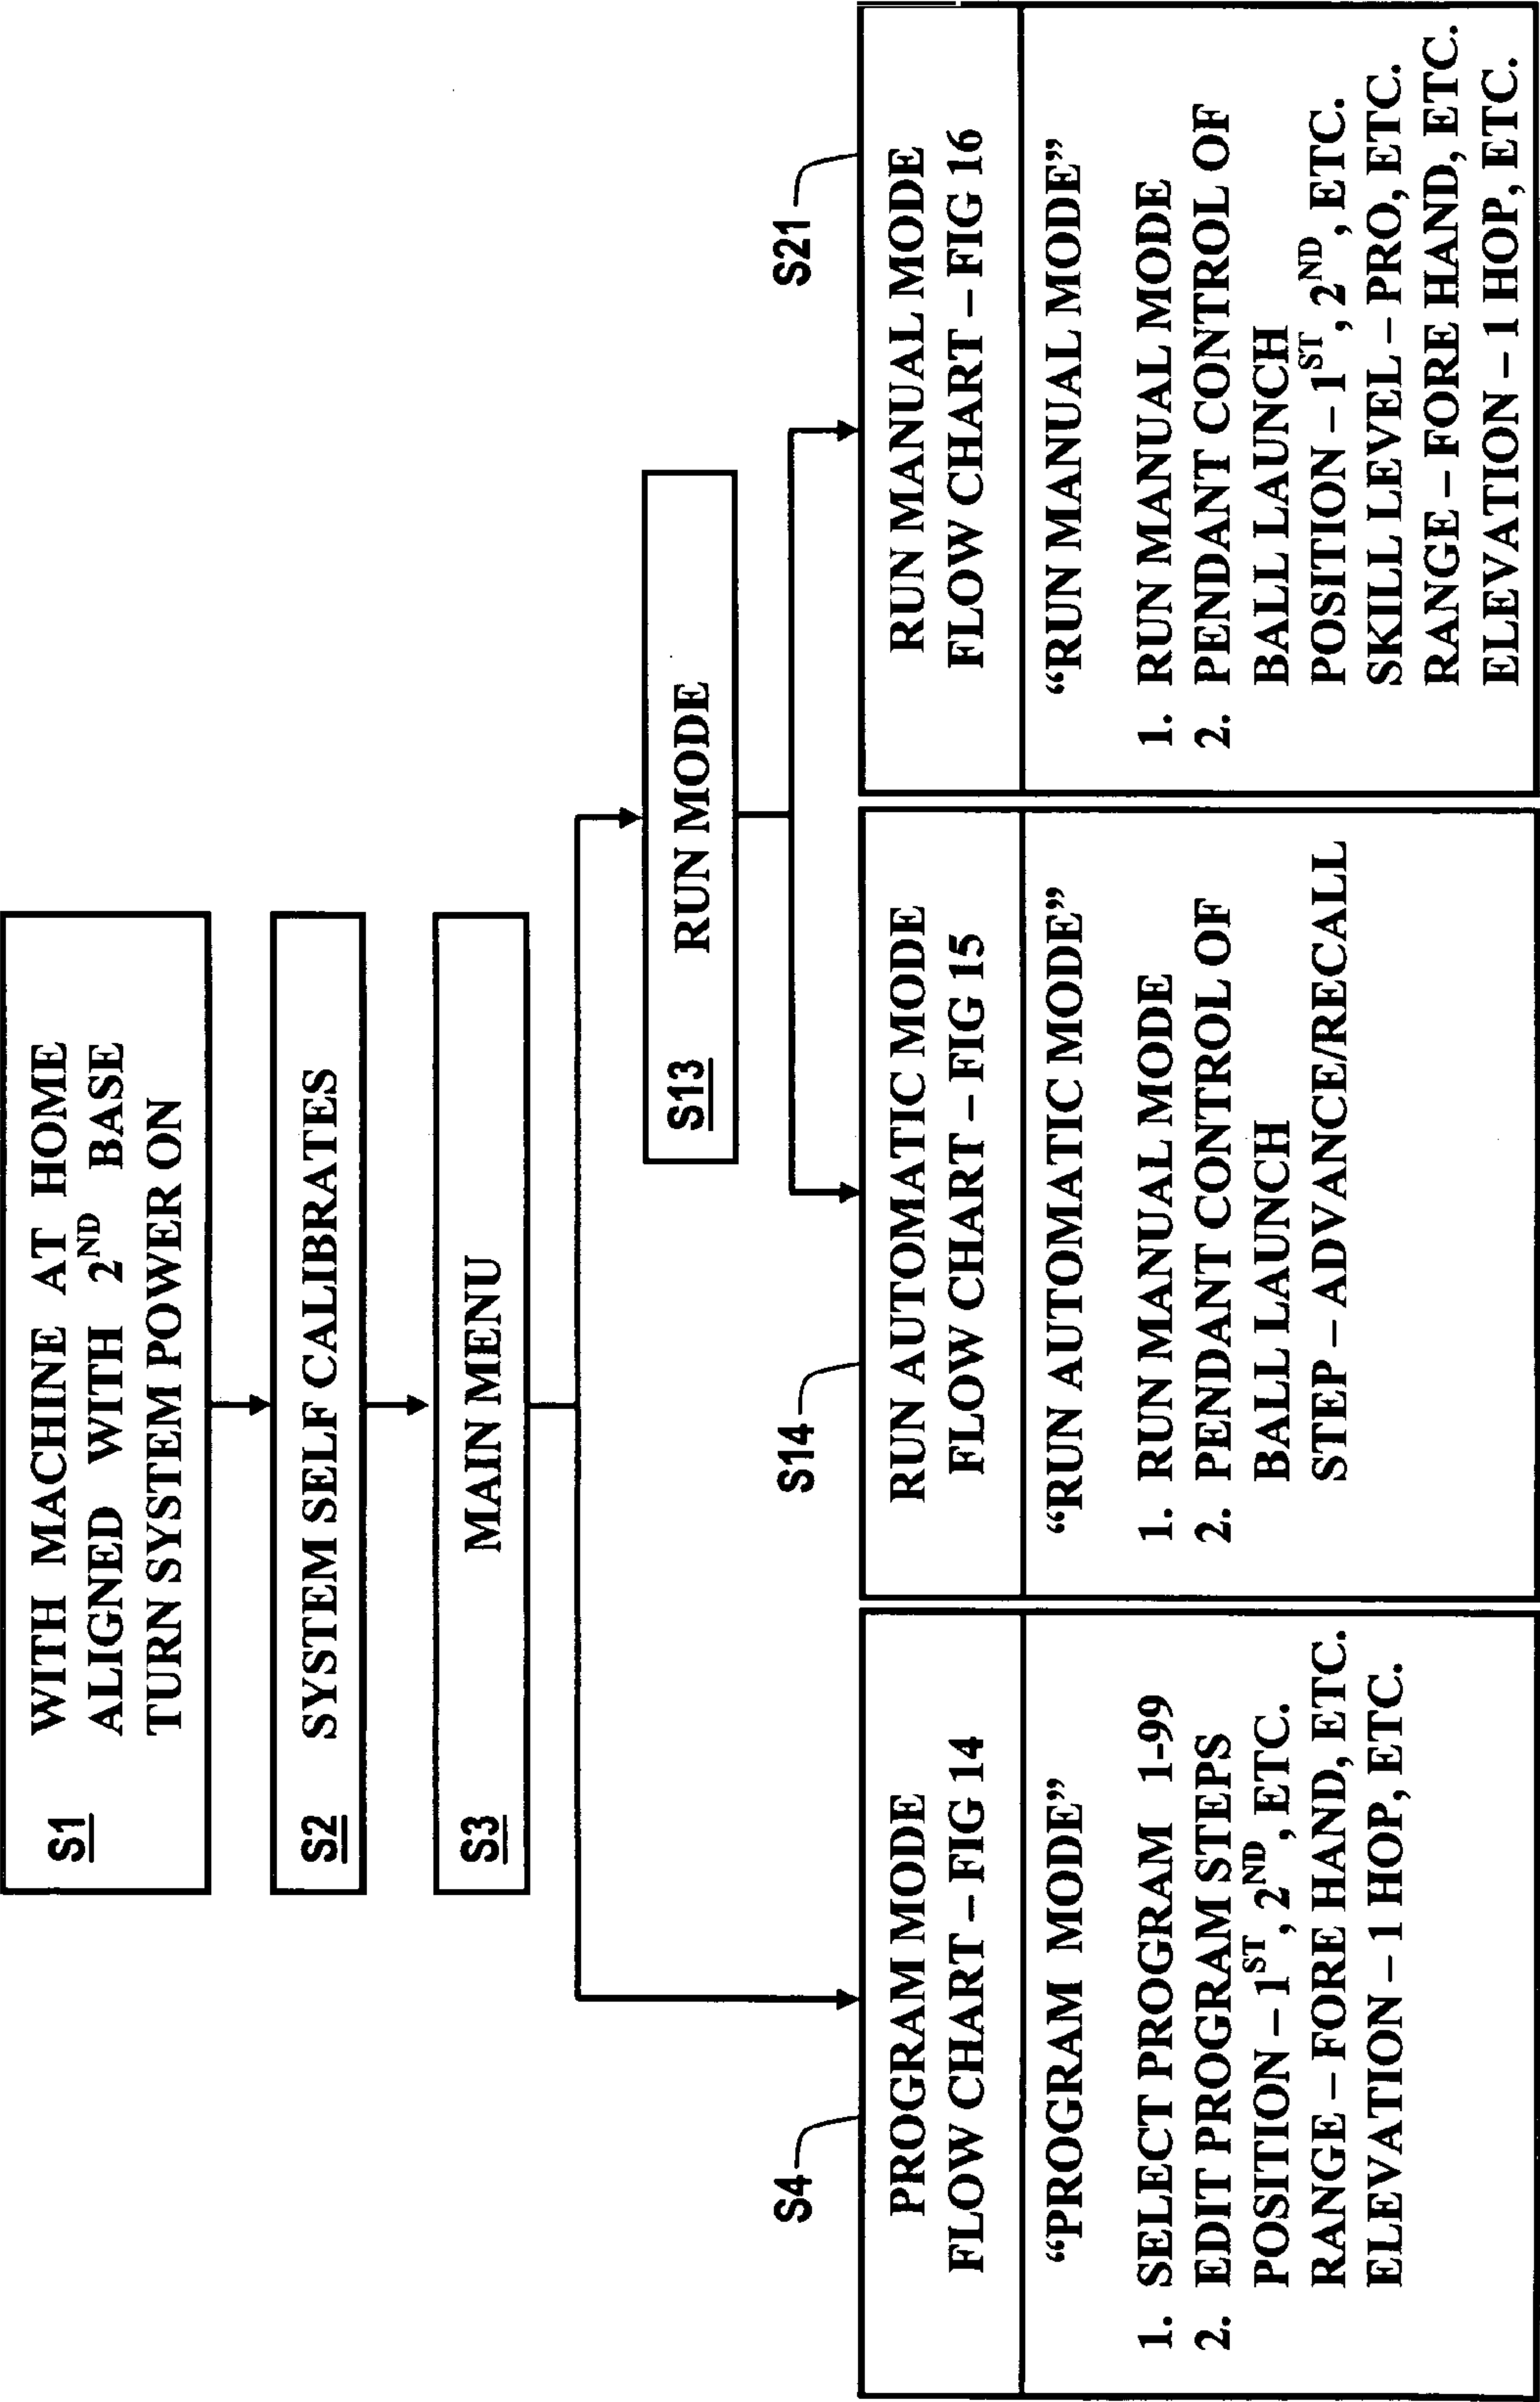 S1
WITH MACHINE AT HOME
ALIGNED WITH 2ND BASE
TURN SYSTEM POWER ON
S2 SYSTEM SELF CALIBRATES
S3 MAIN MENU
S13 RUN MODE
S4
PROGRAM MODE
FLOW CHART – FIG 14
“PROGRAM MODE”
1. SELECT PROGRAM 1-99
2. EDIT PROGRAM STEPS
POSITION – 1ST, 2ND, ETC.
RANGE – FORE HAND, ETC.
ELEVATION – 1 HOP, ETC.
S14
RUN AUTOMATIC MODE
FLOW CHART – FIG 15
“RUN AUTOMATIC MODE”
1. RUN MANUAL MODE
2. PENDANT CONTROL OF
BALL LAUNCH
STEP – ADVANCE/RECALL
S21
RUN MANUAL MODE
FLOW CHART – FIG 16
“RUN MANUAL MODE”
1. RUN MANUAL MODE
2. PENDANT CONTROL OF
BALL LAUNCH
POSITION – 1ST, 2ND, ETC.
SKILL LEVEL – PRO, ETC.
RANGE – FORE HAND, ETC.
ELEVATION – 1 HOP, ETC.